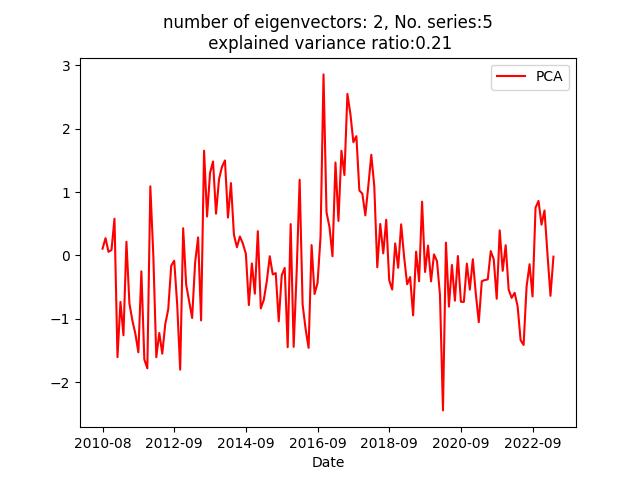 number of eigenvectors: 2, No. series:5
explained variance ratio:0.21
PCA
3
2
1
0
−1
−2
2010-08 2012-09 2014-09 2016-09 2018-09 2020-09 2022-09
Date